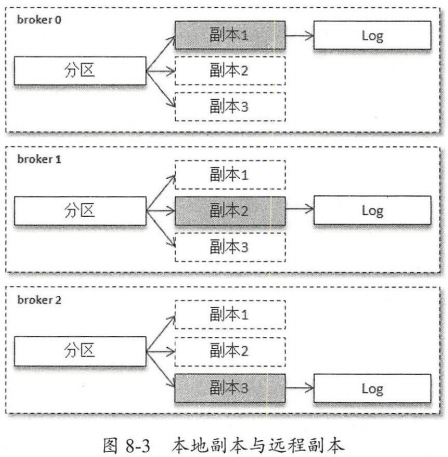 broker 0
副本1
Log
分区
副本2
副本3
broker 1
副本1
分区
副本2
Log
副本3
broker 2
副本1
分区
副本2
副本3
Log
图 8-3 本地副本与远程副本